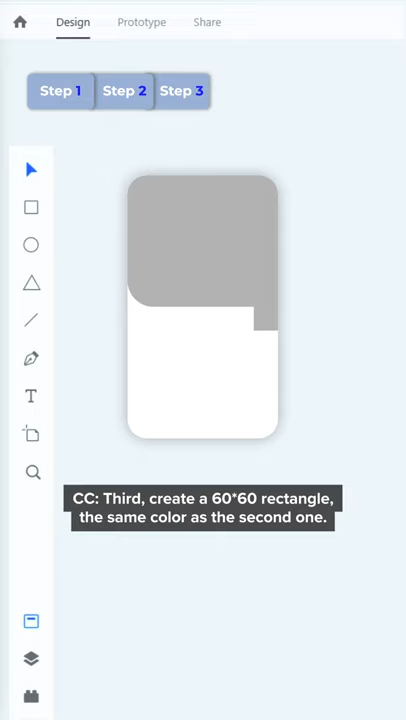 Design
Prototype
Share
Step 1
Step 2
Step 3
T
CC: Third, create a 60*60 rectangle,
the same color as the second one.